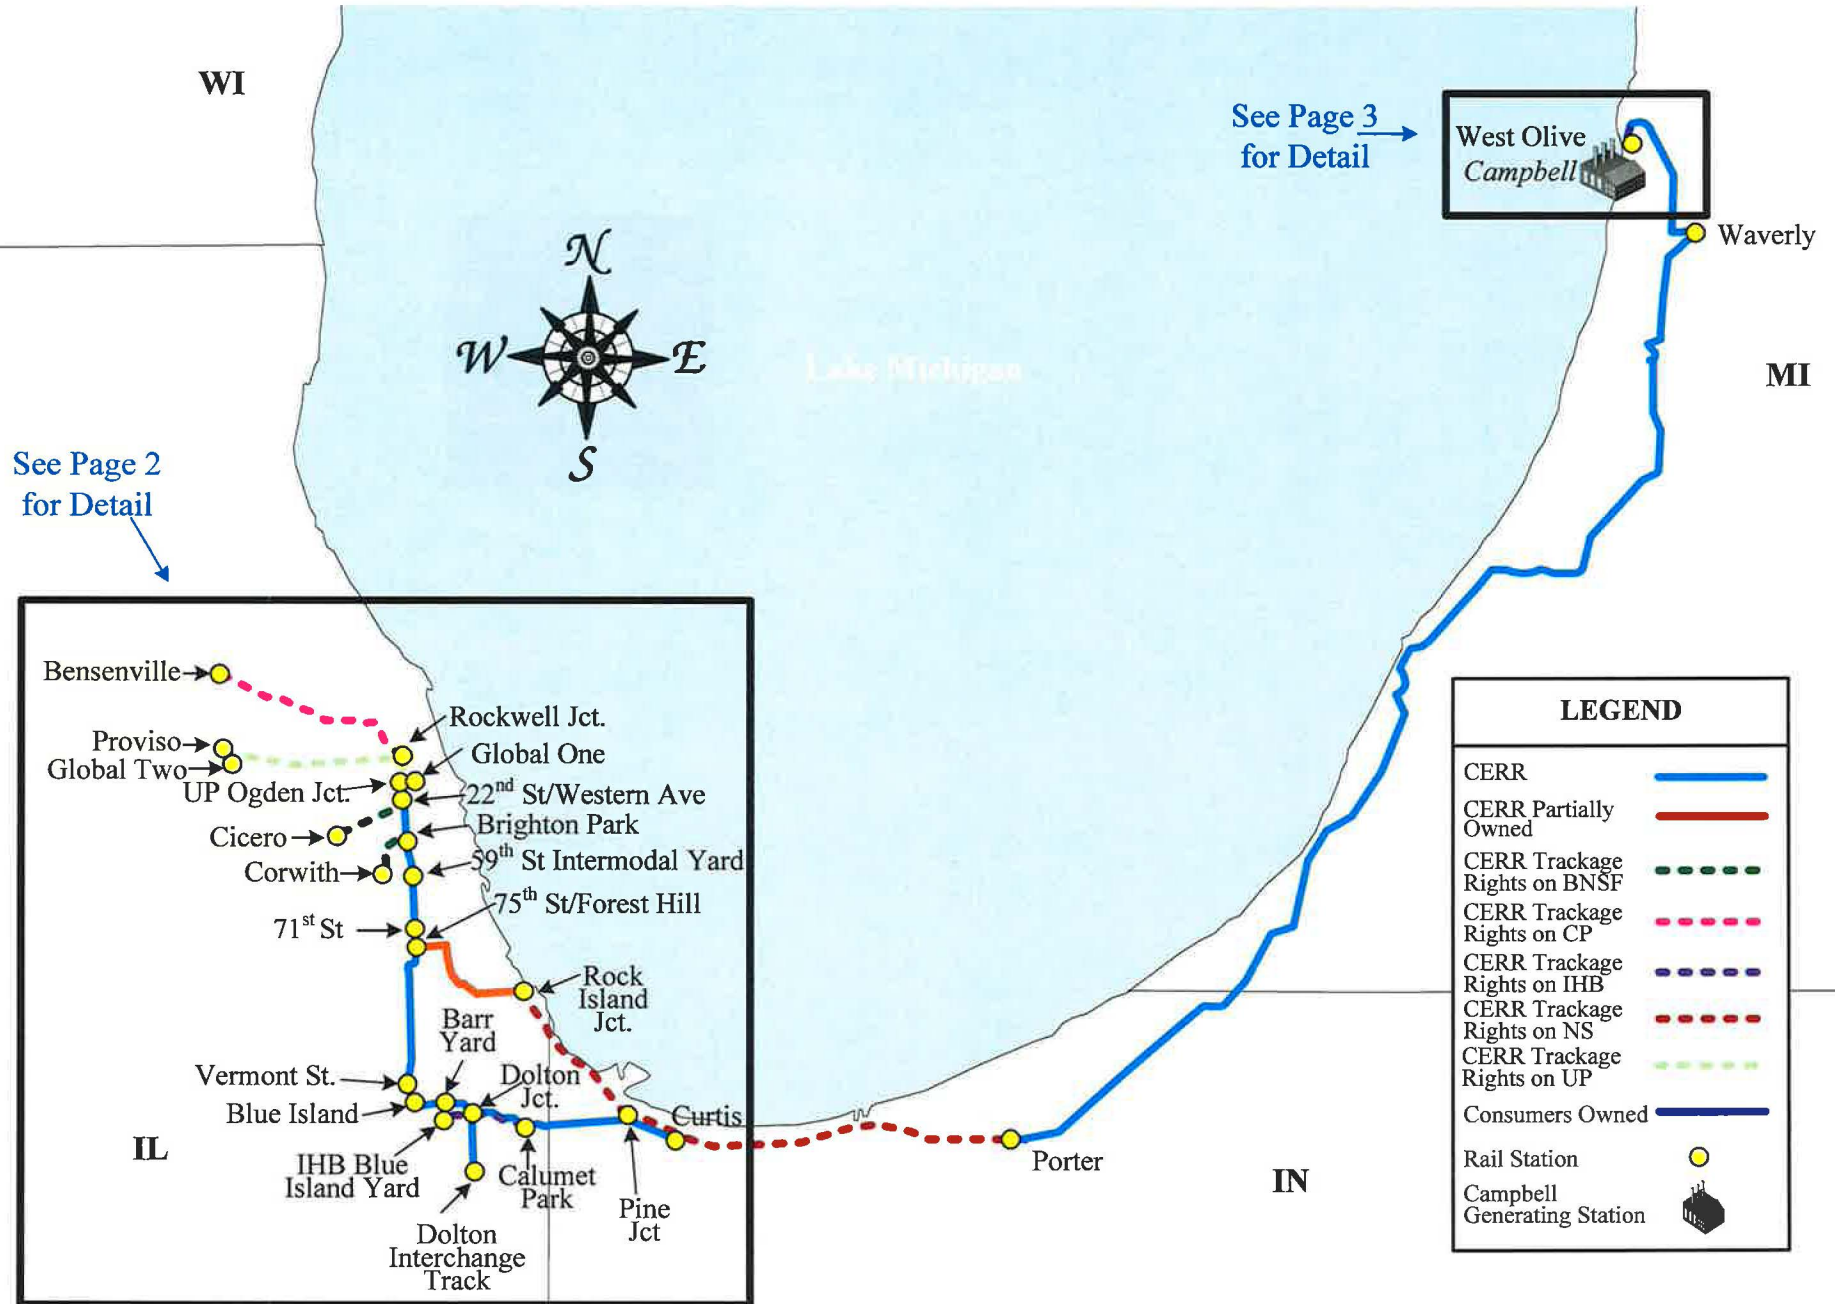 WI
See Page 3
for Detail
West Olive
Campbell
Waverly
N
W
E
S
Lake Michigan
MI
See Page 2
for Detail
Bensenville
Rockwell Jct.
Proviso
Global One
Global Two
UP Ogden Jct.
22nd St/Western Ave
Cicero
Brighton Park
Corwith
59th St Intermodal Yard
75th St/Forest Hill
71st St
Rock
Island
Jct.
Barr
Yard
Vermont St.
Dolton
Jct.
Blue Island
Curtis
IL
IHB Blue
Island Yard
Calumet
Park
Pine
Jct
Dolton
Interchange
Track
Porter
IN
LEGEND
CERR
CERR Partially
Owned
CERR Trackage
Rights on BNSF
CERR Trackage
Rights on CP
CERR Trackage
Rights on IHB
CERR Trackage
Rights on NS
CERR Trackage
Rights on UP
Consumers Owned
Rail Station
Campbell
Generating Station